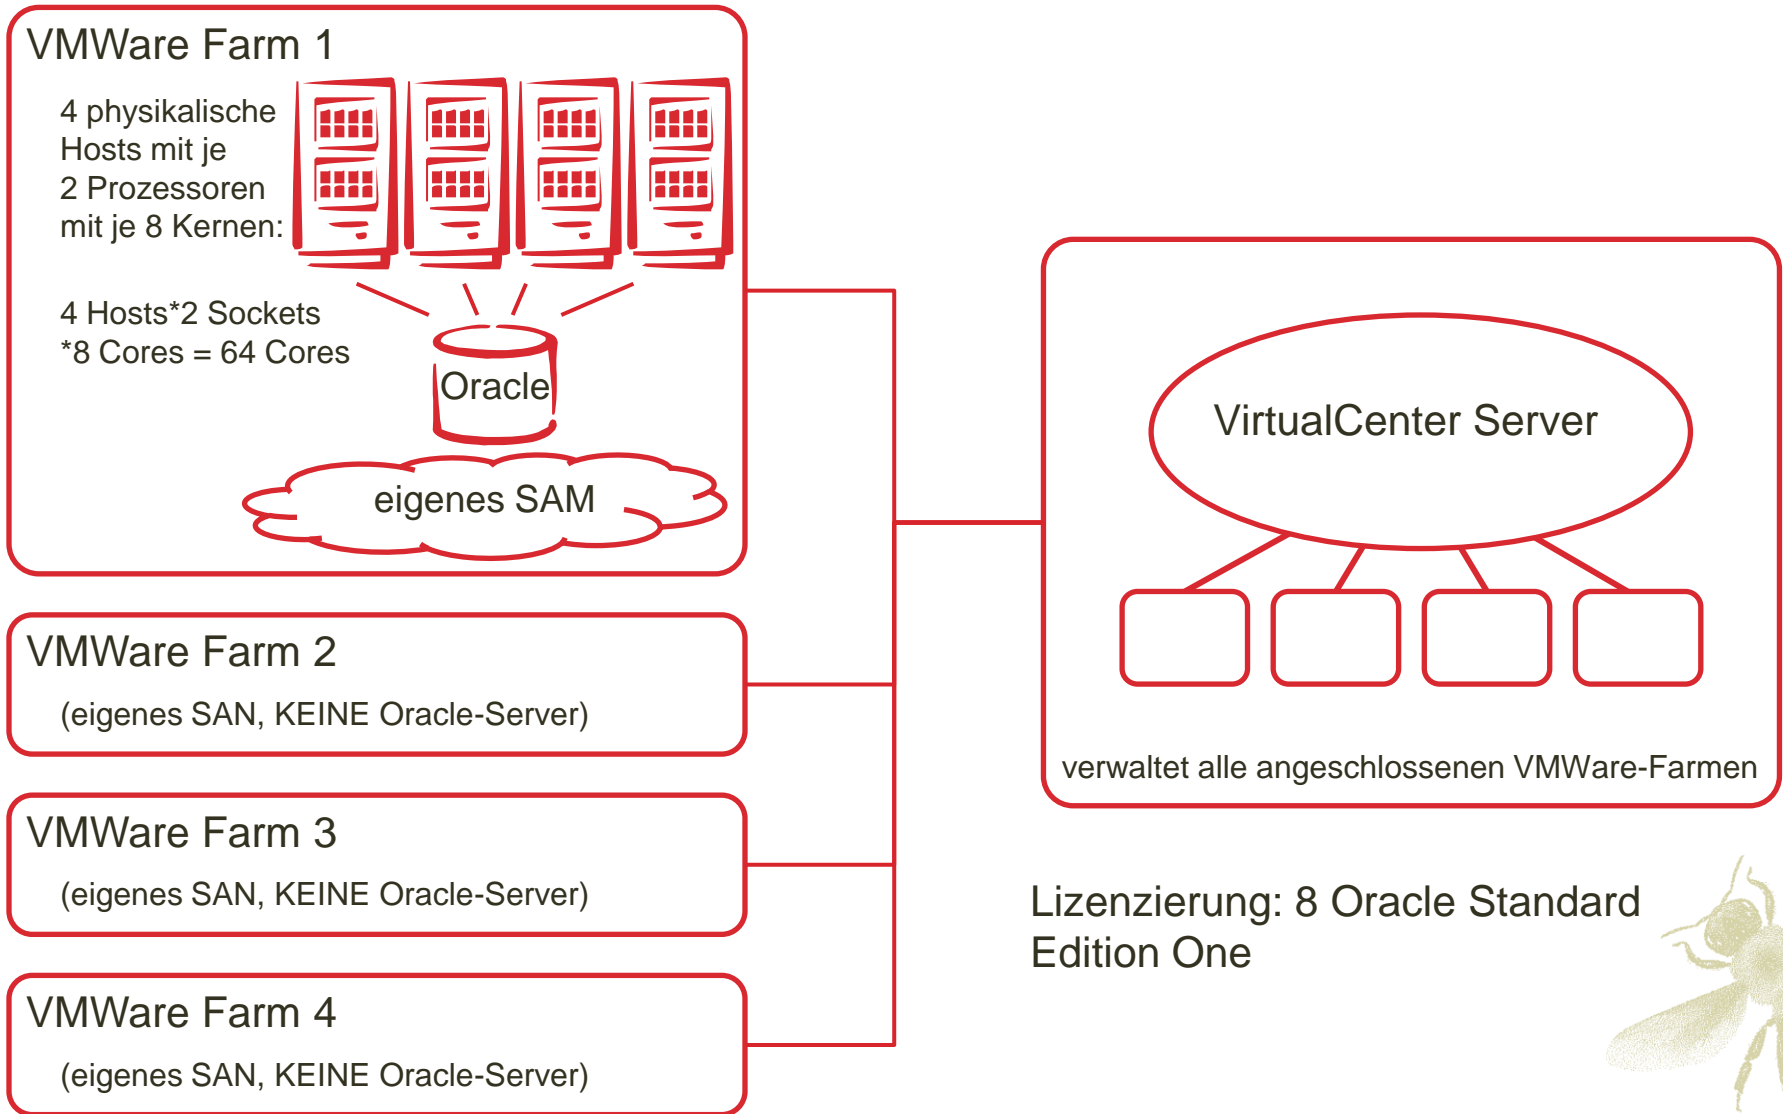 VMWare Farm 1
4 physikalische
Hosts mit je
2 Prozessoren
mit je 8 Kernen:
4 Hosts*2 Sockets
*8 Cores = 64 Cores
Oracle
eigenes SAM
VMWare Farm 2
(eigenes SAN, KEINE Oracle-Server)
VMWare Farm 3
(eigenes SAN, KEINE Oracle-Server)
VMWare Farm 4
(eigenes SAN, KEINE Oracle-Server)
VirtualCenter Server
verwaltet alle angeschlossenen VMWare-Farmen
Lizenzierung: 8 Oracle Standard
Edition One